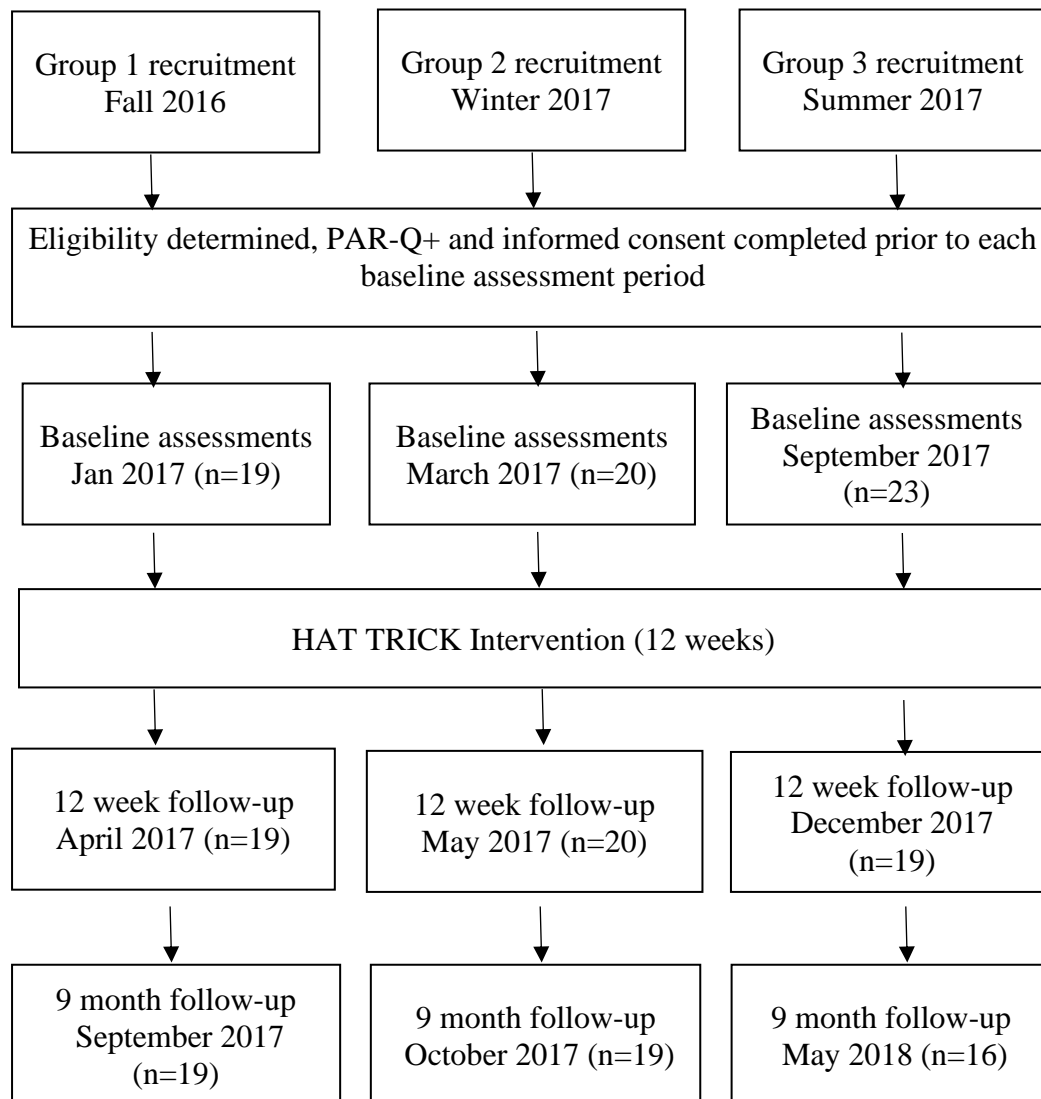 Group 1 recruitment
Fall 2016
Group 2 recruitment
Winter 2017
Group 3 recruitment
Summer 2017
Eligibility determined, PAR-Q+ and informed consent completed prior to each
baseline assessment period
Baseline assessments
Jan 2017 (n=19)
Baseline assessments
March 2017 (n=20)
Baseline assessments
September 2017
(n=23)
HAT TRICK Intervention (12 weeks)
12 week follow-up
April 2017 (n=19)
12 week follow-up
May 2017 (n=20)
12 week follow-up
December 2017
(n=19)
9 month follow-up
September 2017
(n=19)
9 month follow-up
October 2017 (n=19)
9 month follow-up
May 2018 (n=16)